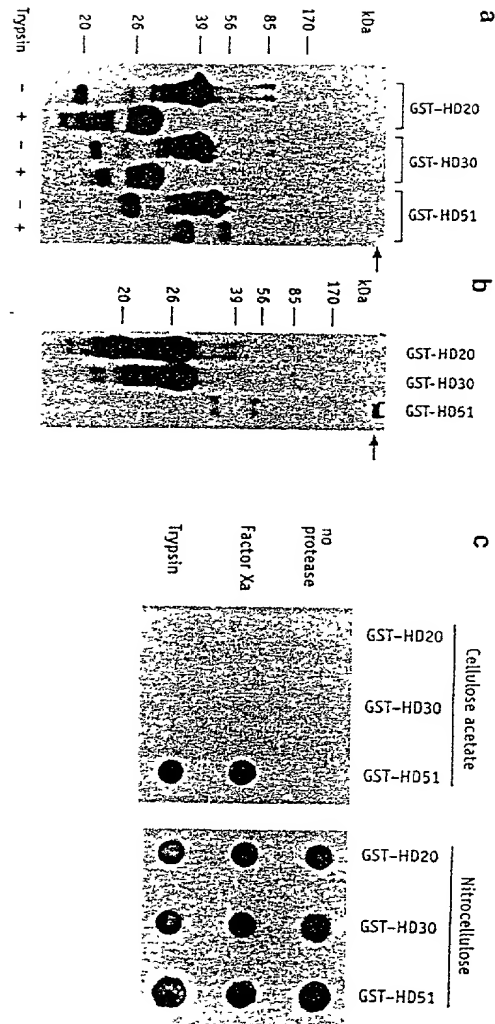 a
kDa
170 —
85 —
56 —
39 —
26 —
20 —
Trypsin
GST-HD20
GST-HD30
GST-HD51
- + - + - +
b
kDa
170 —
85 —
56 —
39 —
26 —
20 —
GST-HD20
GST-HD30
GST-HD51
c
no
protease
Factor Xa
Trypsin
Cellulose acetate
GST-HD20
GST-HD30
GST-HD51
Nitrocellulose
GST-HD20
GST-HD30
GST-HD51